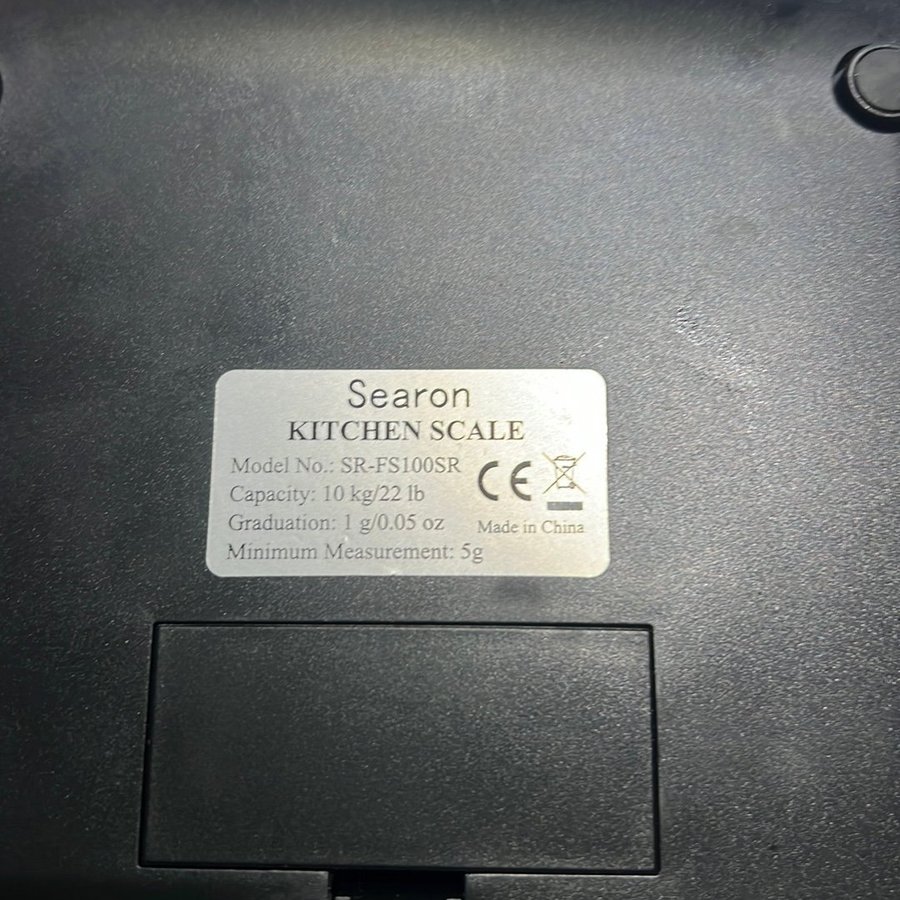 Searon
KITCHEN SCALE
Model No.: SR-FS100SR
Capacity: 10 kg/22 lb
Graduation: 1 g/0.05 oz
Minimum Measurement: 5g
CE
Made in China